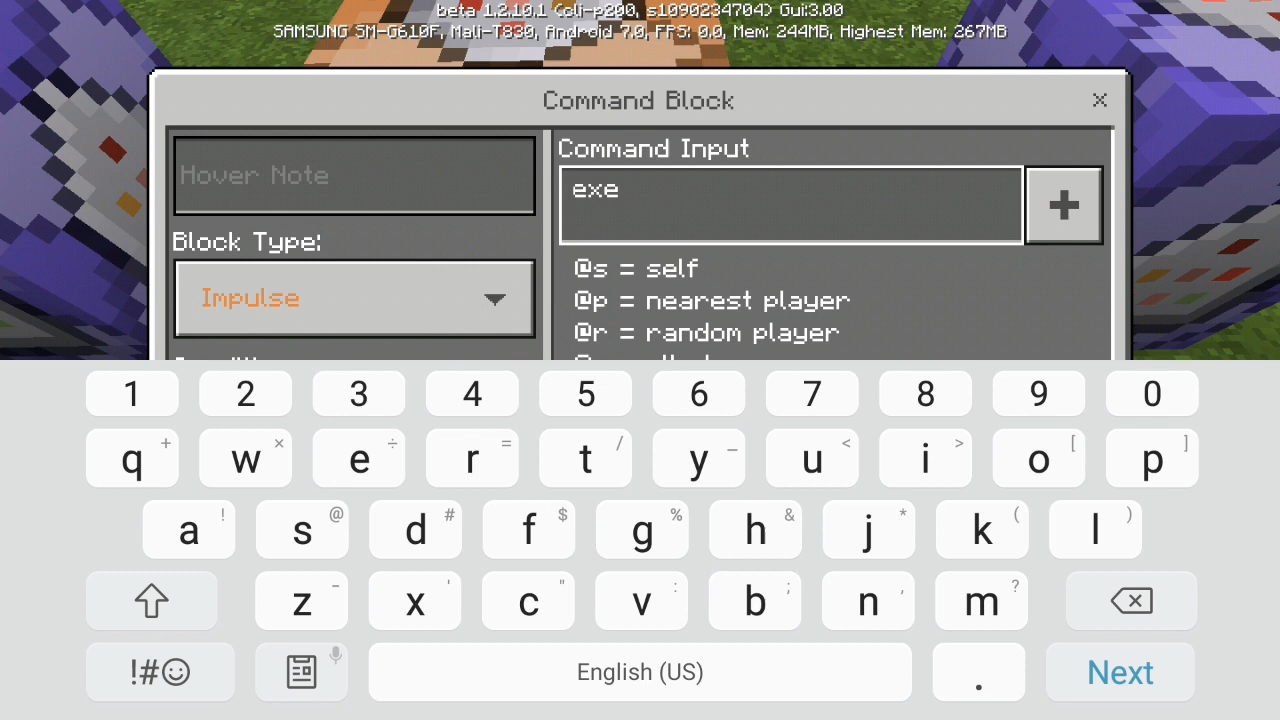 beta 1.2.10.1 (cli-p200, s1090234704) Gui:3.00
SAMSUNG SM-G610F, Mali-T830, Android 7.0, FPS: 0.0, Mem: 244MB, Highest Mem: 267MB
Command Block
Hover Note
Block Type:
Impulse
Command Input
exe
@s = self
@p = nearest player
@r = random player
1 2 3 4 5 6 7 8 9 0
q + w × e ÷ r = t / y _ u < i > o [ p ]
a ! s @ d # f $ g % h & j * k ( l )
z - x ' c " v : b ; n , m ?
!#☺ English (US) . Next